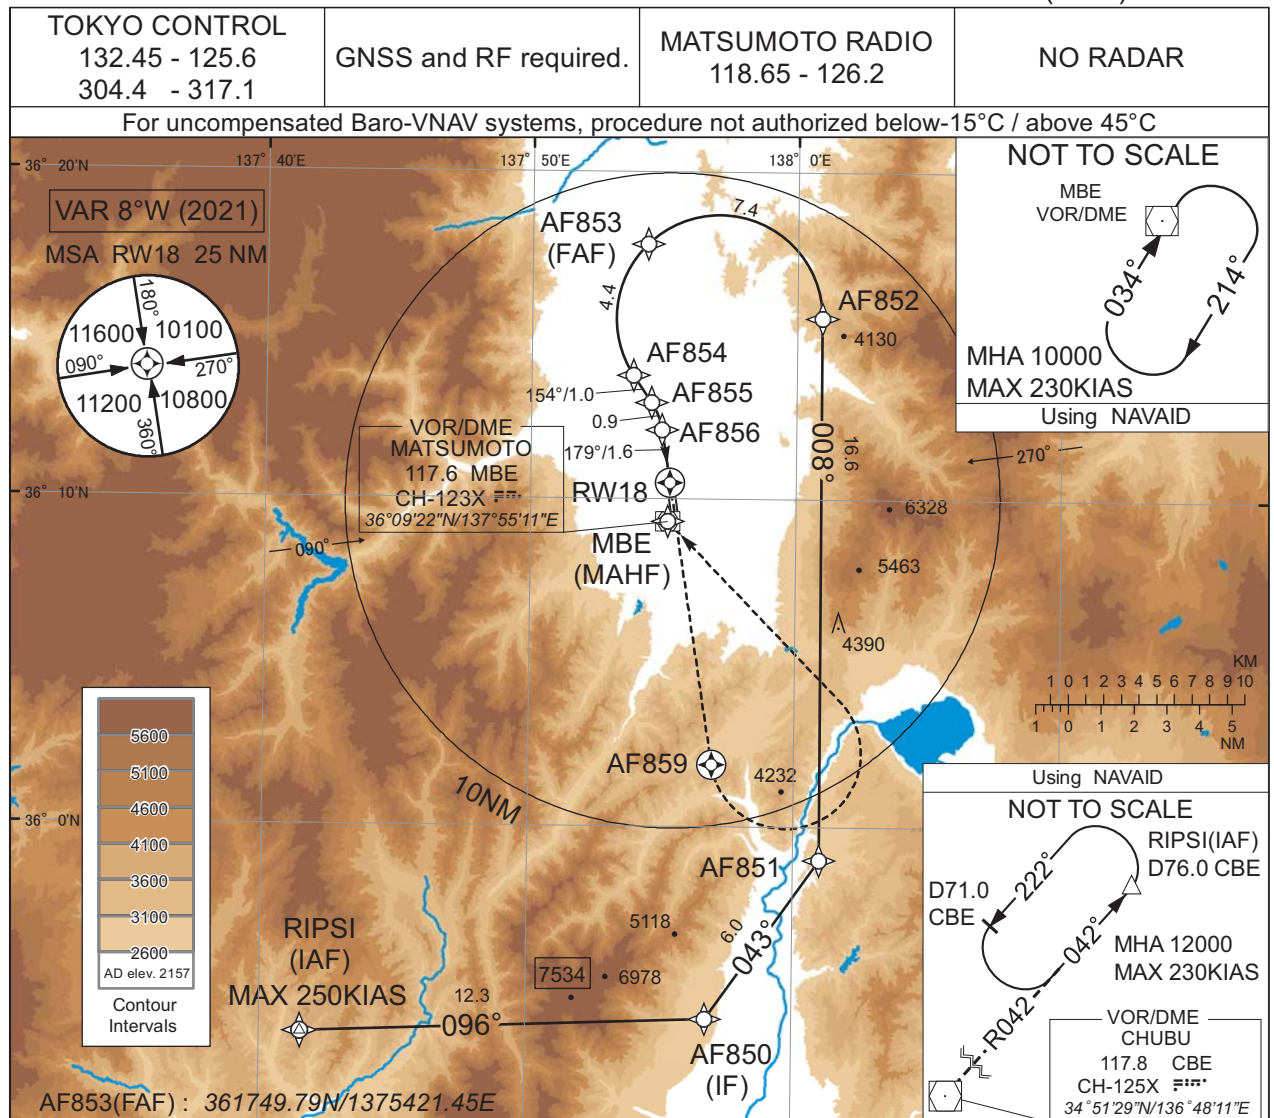 TOKYO CONTROL
132.45 - 125.6
304.4 - 317.1
GNSS and RF required.
MATSUMOTO RADIO
118.65 - 126.2
NO RADAR
For uncompensated Baro-VNAV systems, procedure not authorized below-15°C / above 45°C
36° 20'N
137° 40'E
137° 50'E
138° 0'E
VAR 8°W (2021)
MSA RW18 25 NM
180°
11600
10100
090°
270°
11200
10800
360°
NOT TO SCALE
MBE
VOR/DME
034°
214°
MHA 10000
MAX 230KIAS
Using NAVAID
AF853
(FAF)
7.4
4.4
AF852
4130
AF854
154°/1.0
AF855
0.9
AF856
179°/1.6
008°
16.6
VOR/DME
MATSUMOTO
117.6 MBE
CH-123X
36°09'22"N/137°55'11"E
RW18
270°
36° 10'N
6328
090°
MBE
(MAHF)
5463
4390
KM
1 0 1 2 3 4 5 6 7 8 9 10
1 0 1 2 3 4 5
NM
5600
5100
4600
4100
3600
3100
2600
AD elev. 2157
Contour
Intervals
AF859
4232
10NM
36° 0'N
AF851
6.0
043°
5118
7534
6978
RIPSI
(IAF)
MAX 250KIAS
12.3
096°
AF850
(IF)
Using NAVAID
NOT TO SCALE
RIPSI(IAF)
D76.0 CBE
D71.0
CBE
222°
042°
MHA 12000
MAX 230KIAS
R042
VOR/DME
CHUBU
117.8 CBE
CH-125X
34°51'29"N/136°48'11"E
AF853(FAF) : 361749.79N/1375421.45E